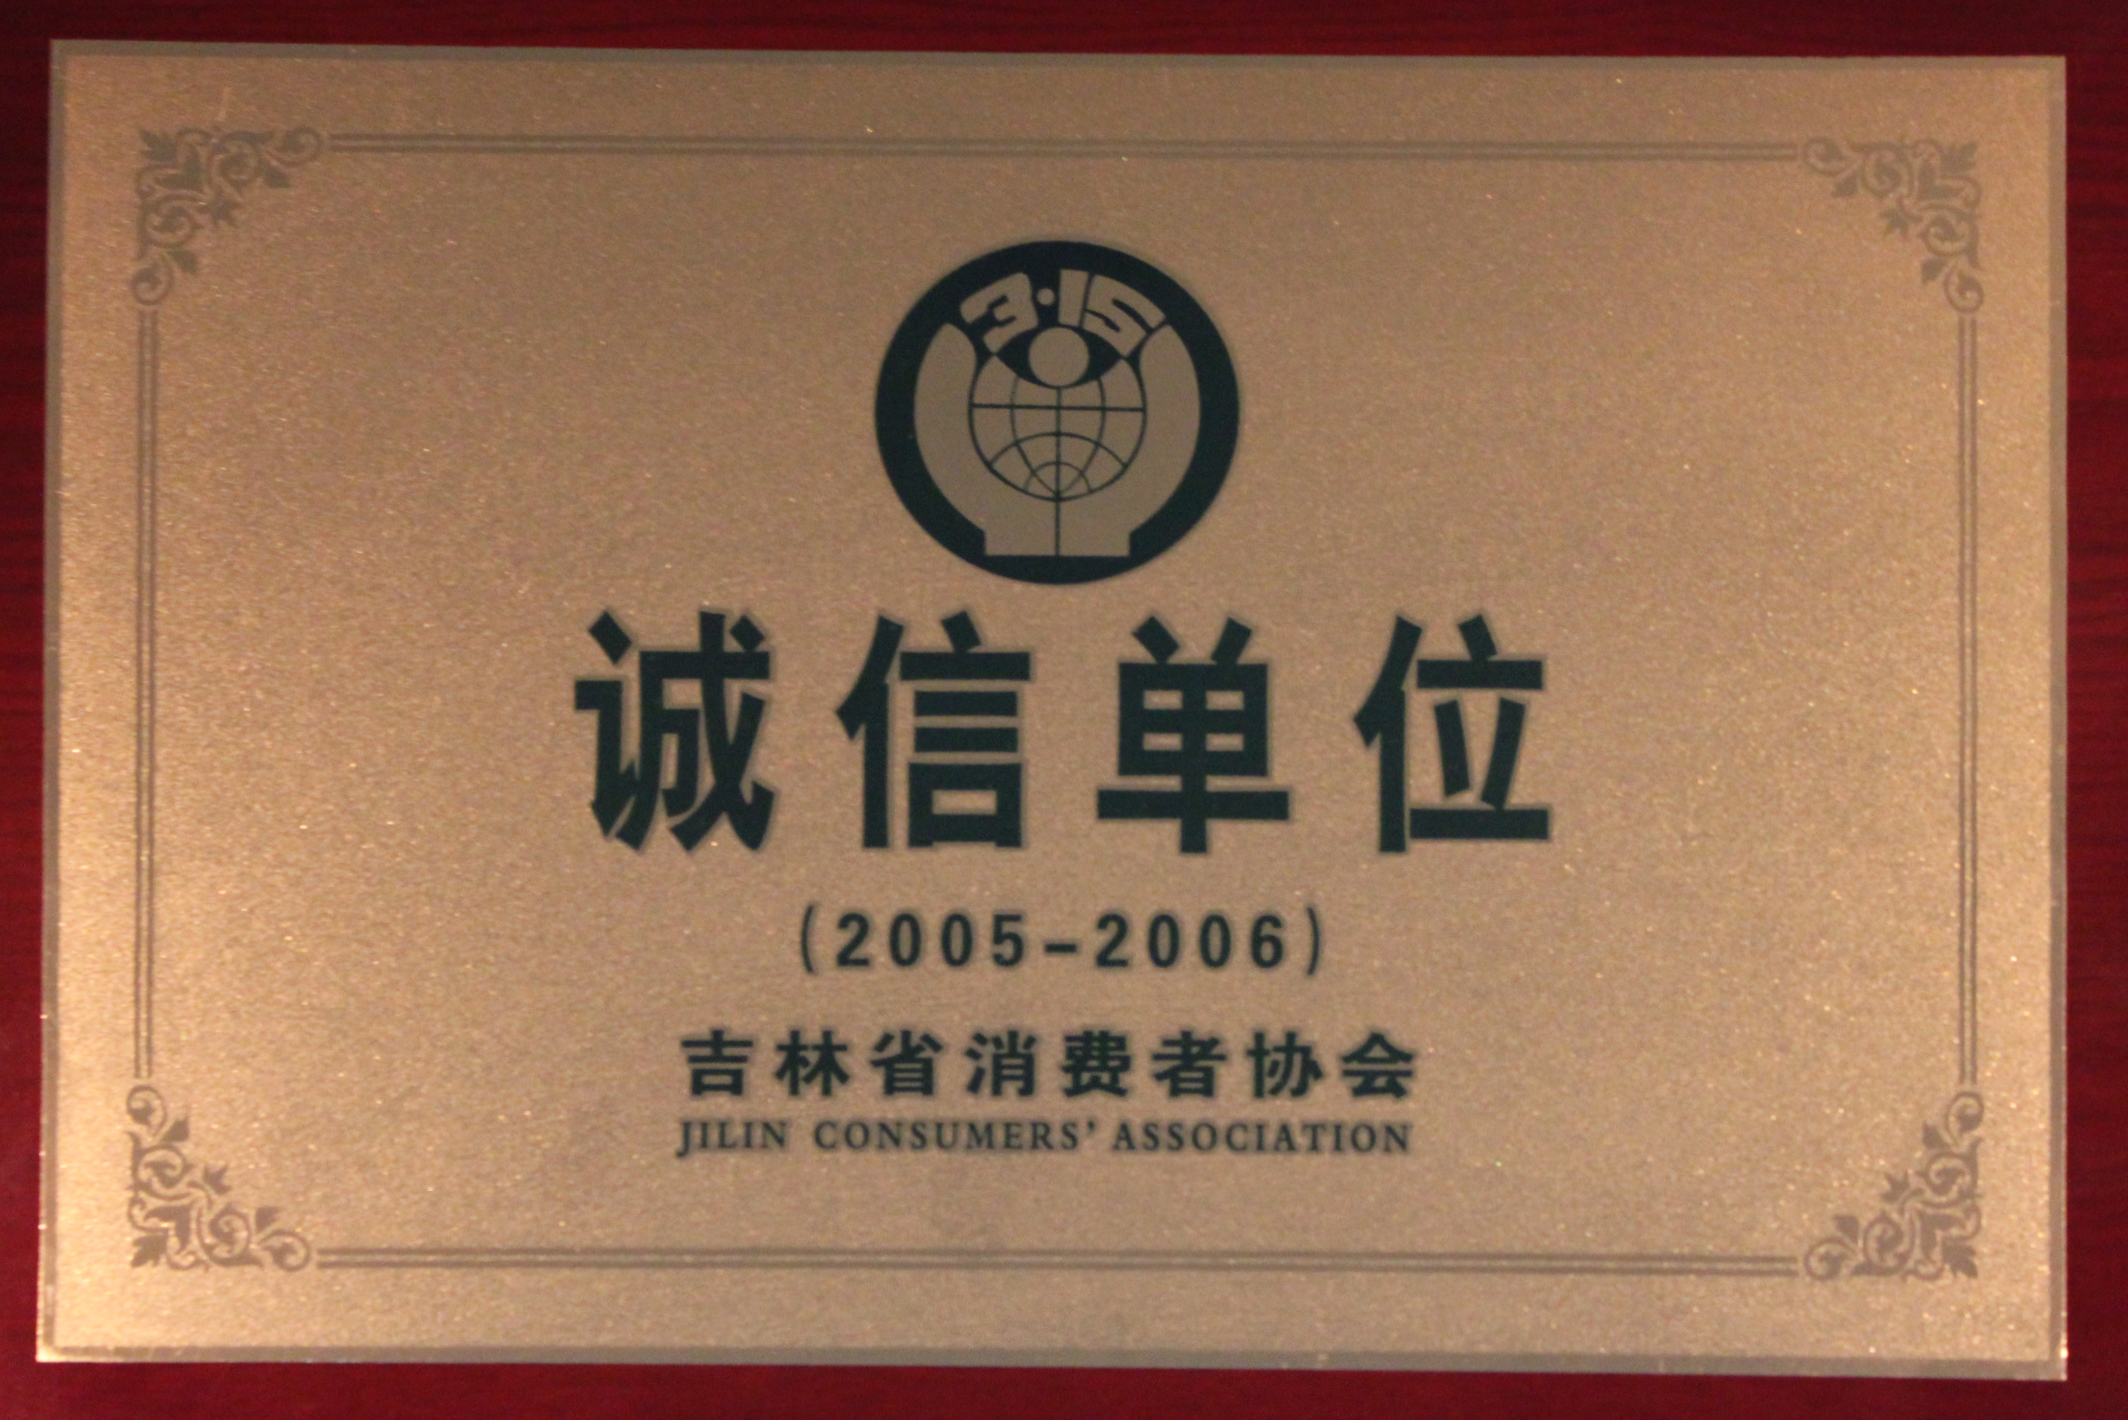 3·15
诚信单位
(2005-2006)
吉林省消费者协会
JILIN CONSUMERS' ASSOCIATION